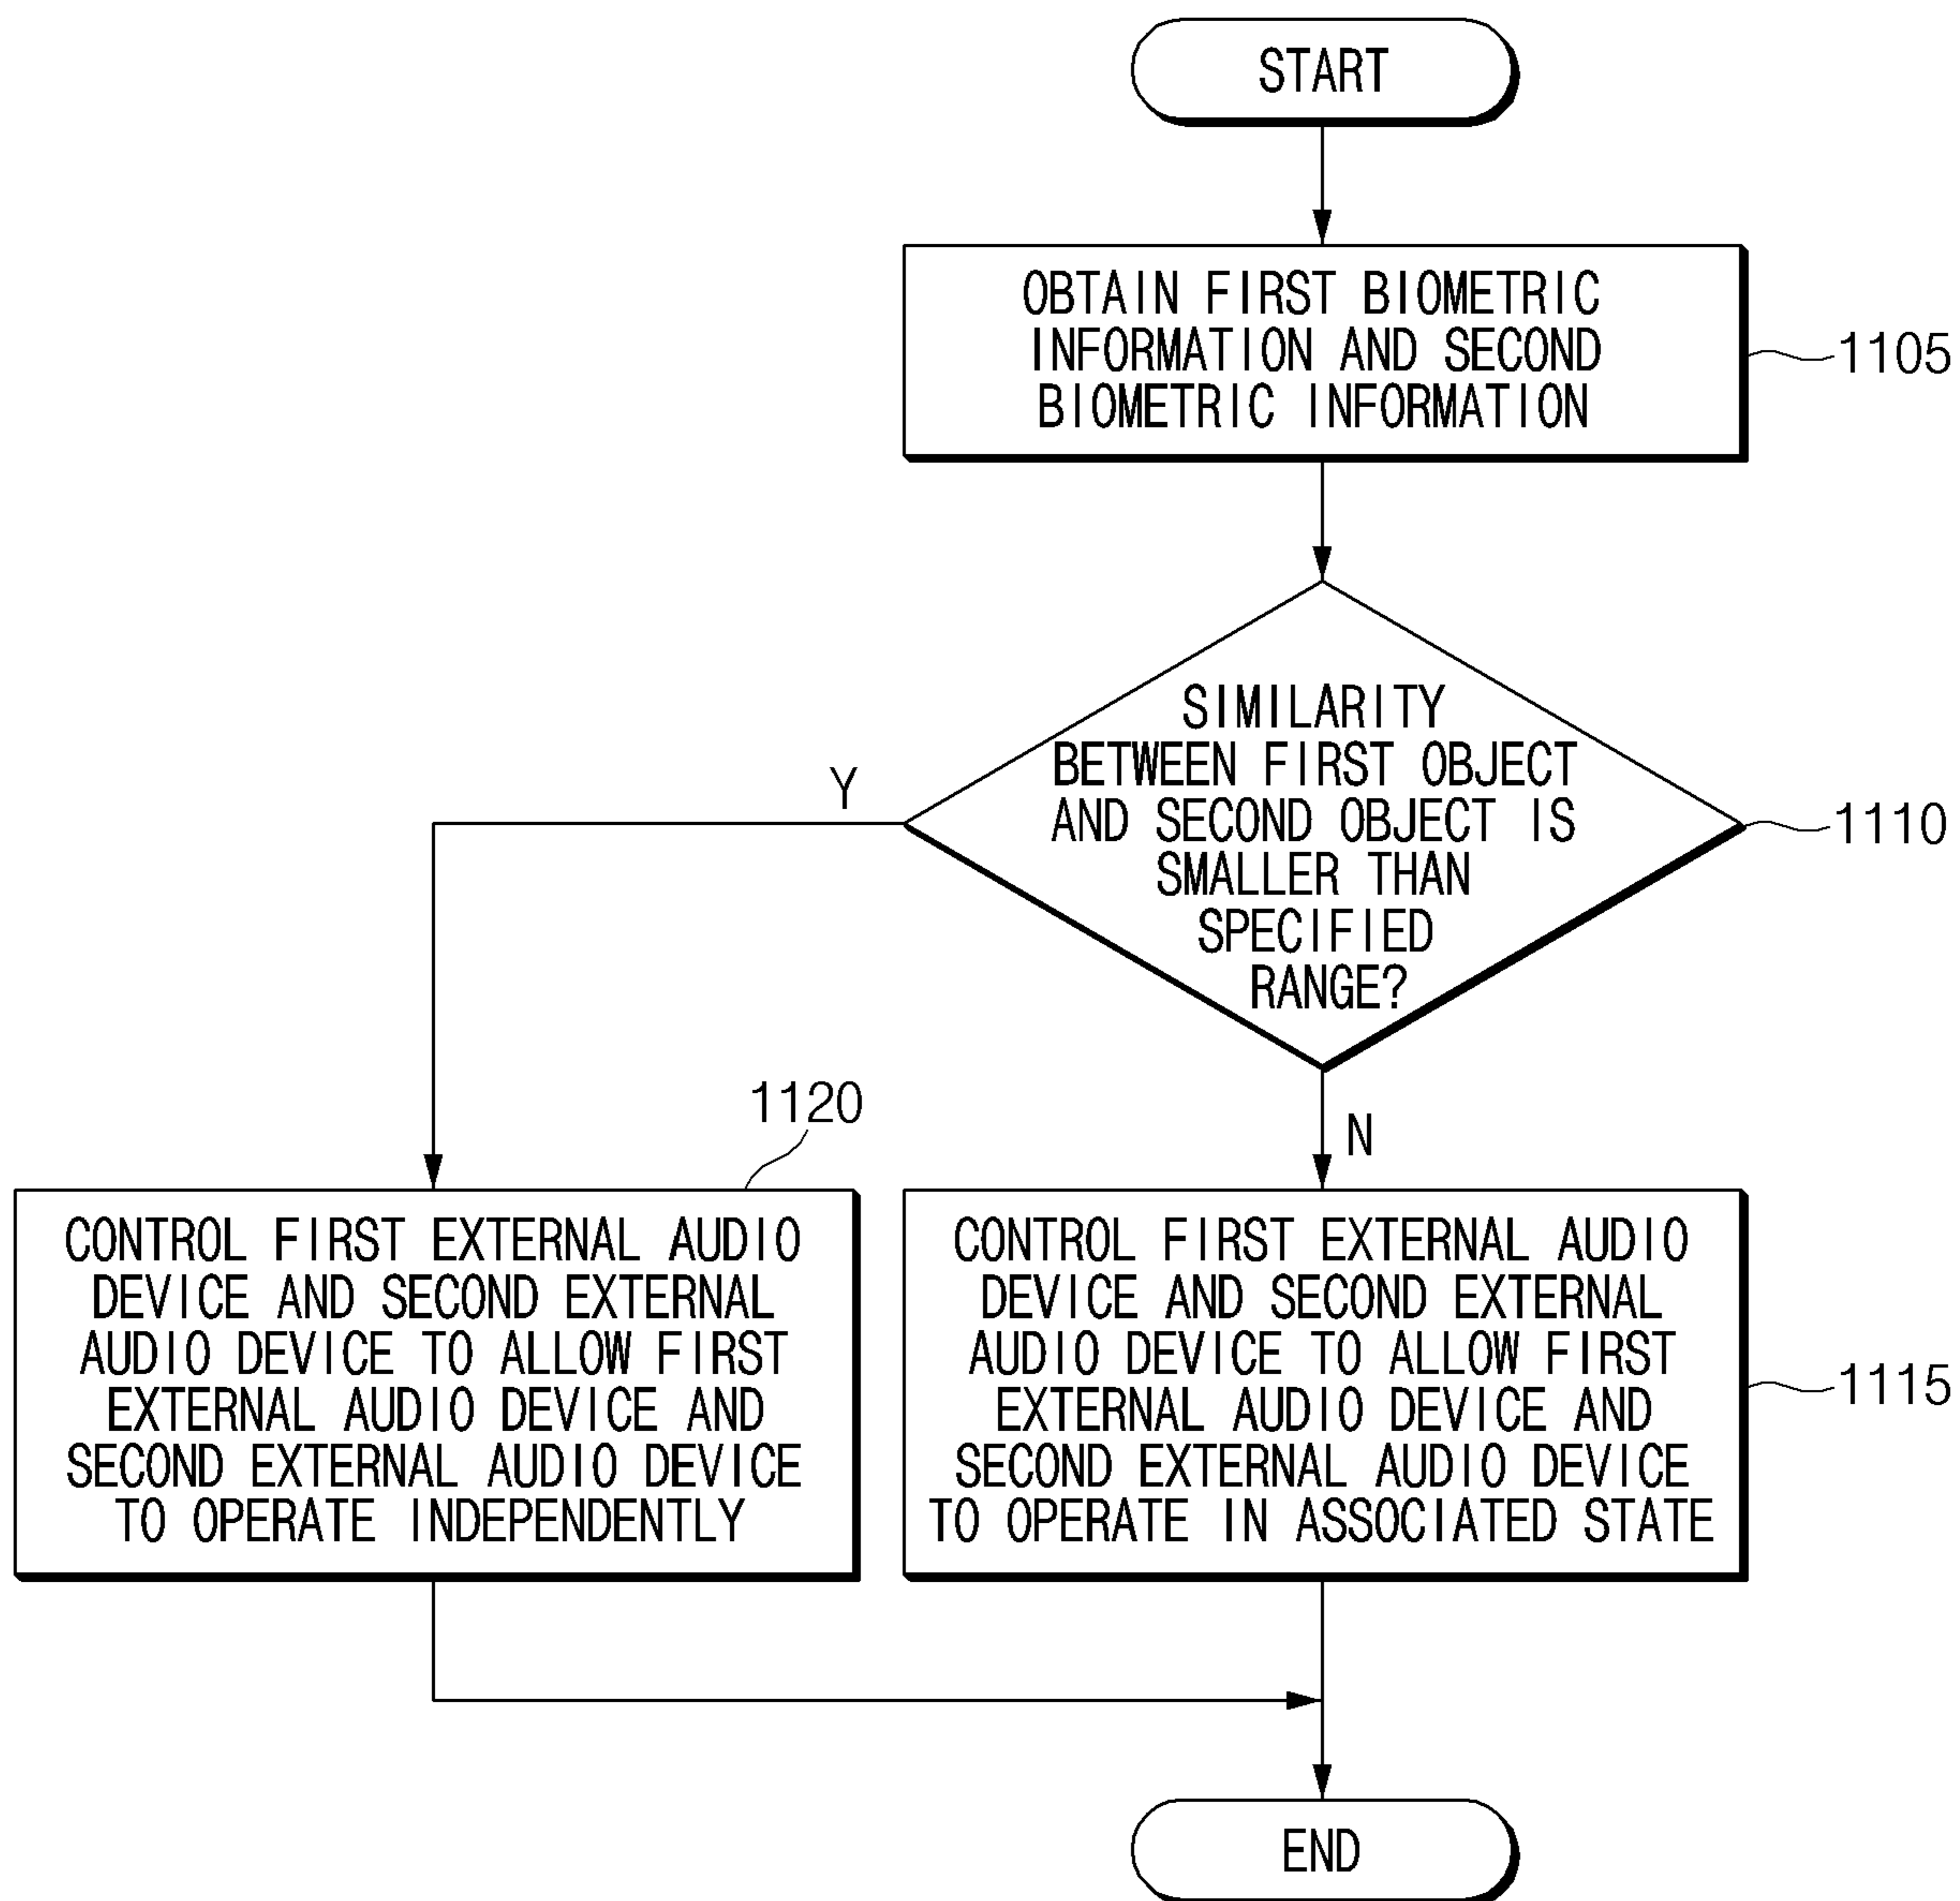 START
OBTAIN FIRST BIOMETRIC
INFORMATION AND SECOND
BIOMETRIC INFORMATION
1105
SIMILARITY
BETWEEN FIRST OBJECT
AND SECOND OBJECT IS
SMALLER THAN
SPECIFIED
RANGE?
1110
Y
N
1120
CONTROL FIRST EXTERNAL AUDIO
DEVICE AND SECOND EXTERNAL
AUDIO DEVICE TO ALLOW FIRST
EXTERNAL AUDIO DEVICE AND
SECOND EXTERNAL AUDIO DEVICE
TO OPERATE INDEPENDENTLY
CONTROL FIRST EXTERNAL AUDIO
DEVICE AND SECOND EXTERNAL
AUDIO DEVICE TO ALLOW FIRST
EXTERNAL AUDIO DEVICE AND
SECOND EXTERNAL AUDIO DEVICE
TO OPERATE IN ASSOCIATED STATE
1115
END